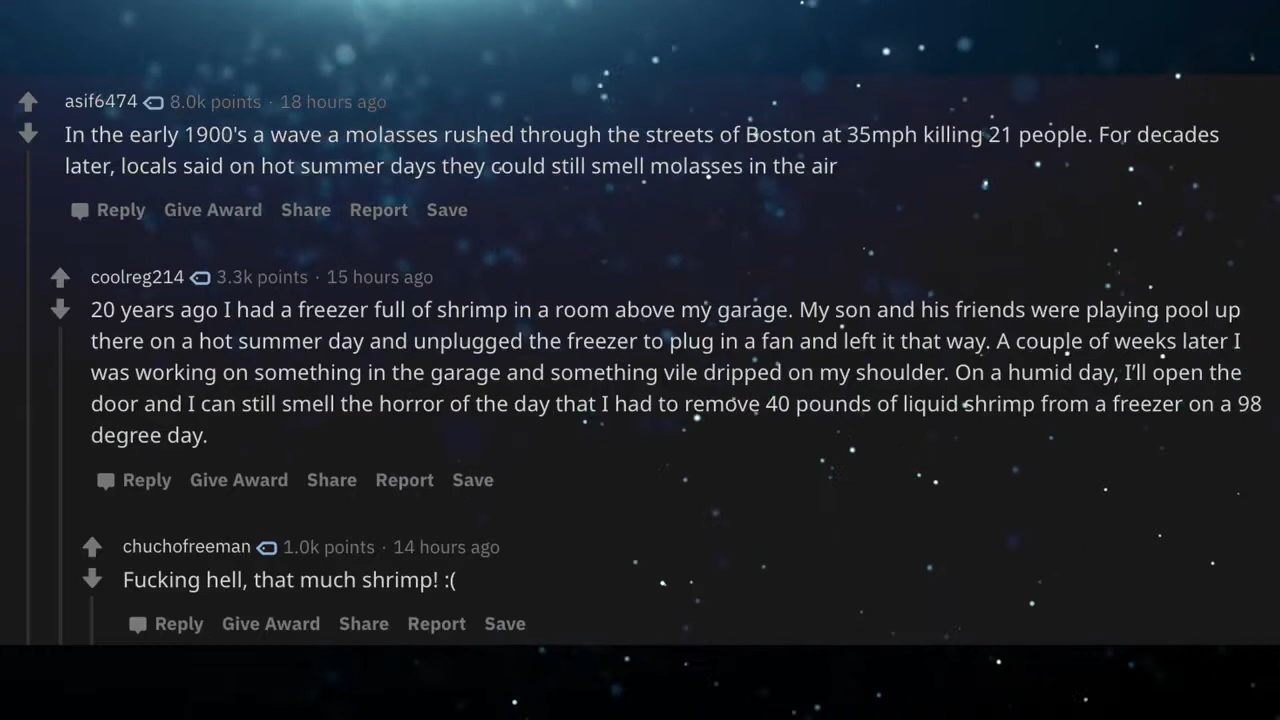 asif6474 8.0k points · 18 hours ago
In the early 1900's a wave a molasses rushed through the streets of Boston at 35mph killing 21 people. For decades
later, locals said on hot summer days they could still smell molasses in the air
Reply Give Award Share Report Save
coolreg214 3.3k points · 15 hours ago
20 years ago I had a freezer full of shrimp in a room above my garage. My son and his friends were playing pool up
there on a hot summer day and unplugged the freezer to plug in a fan and left it that way. A couple of weeks later I
was working on something in the garage and something vile dripped on my shoulder. On a humid day, I’ll open the
door and I can still smell the horror of the day that I had to remove 40 pounds of liquid shrimp from a freezer on a 98
degree day.
Reply Give Award Share Report Save
chuchofreeman 1.0k points · 14 hours ago
Fucking hell, that much shrimp! :(
Reply Give Award Share Report Save